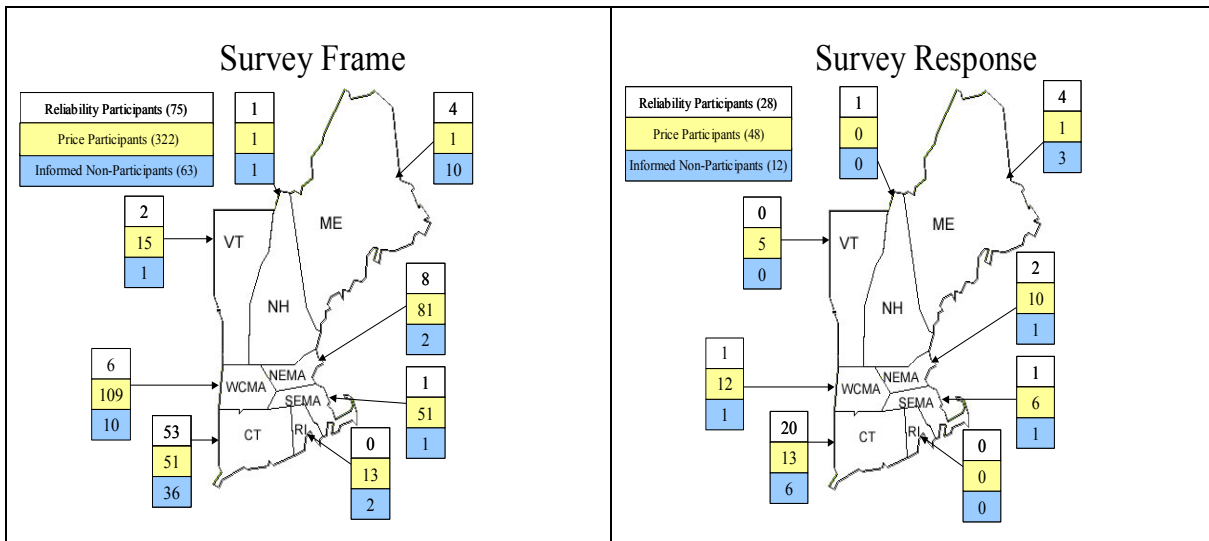 Survey Frame
Reliability Participants (75)
Price Participants (322)
Informed Non-Participants (63)
1
1
1
4
1
10
ME
2
15
1
VT
NH
8
81
2
6
109
10
WCMA
NEMA
SEMA
1
51
1
53
51
36
CT
RI
0
13
2
Survey Response
Reliability Participants (28)
Price Participants (48)
Informed Non-Participants (12)
1
0
0
4
1
3
ME
0
5
0
VT
NH
2
10
1
1
12
1
WCMA
NEMA
SEMA
1
6
1
20
13
6
CT
RI
0
0
0